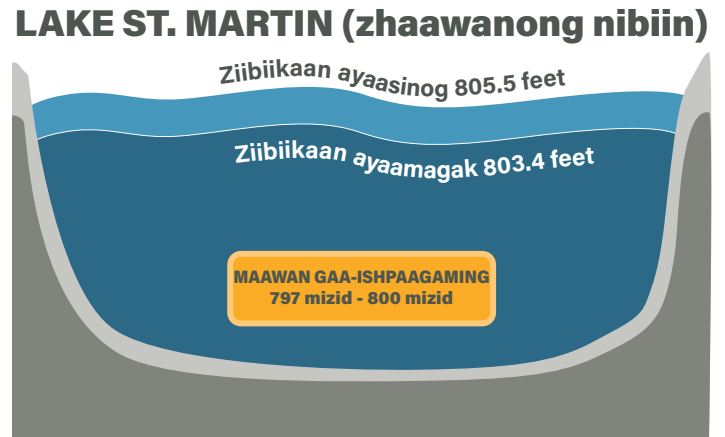 LAKE ST. MARTIN (zhaawanong nibiin)
Ziibiikaan ayaasinog 805.5 feet
Ziibiikaan ayaamagak 803.4 feet
MAAWAN GAA-ISHPAAGAMING
797 mizid - 800 mizid